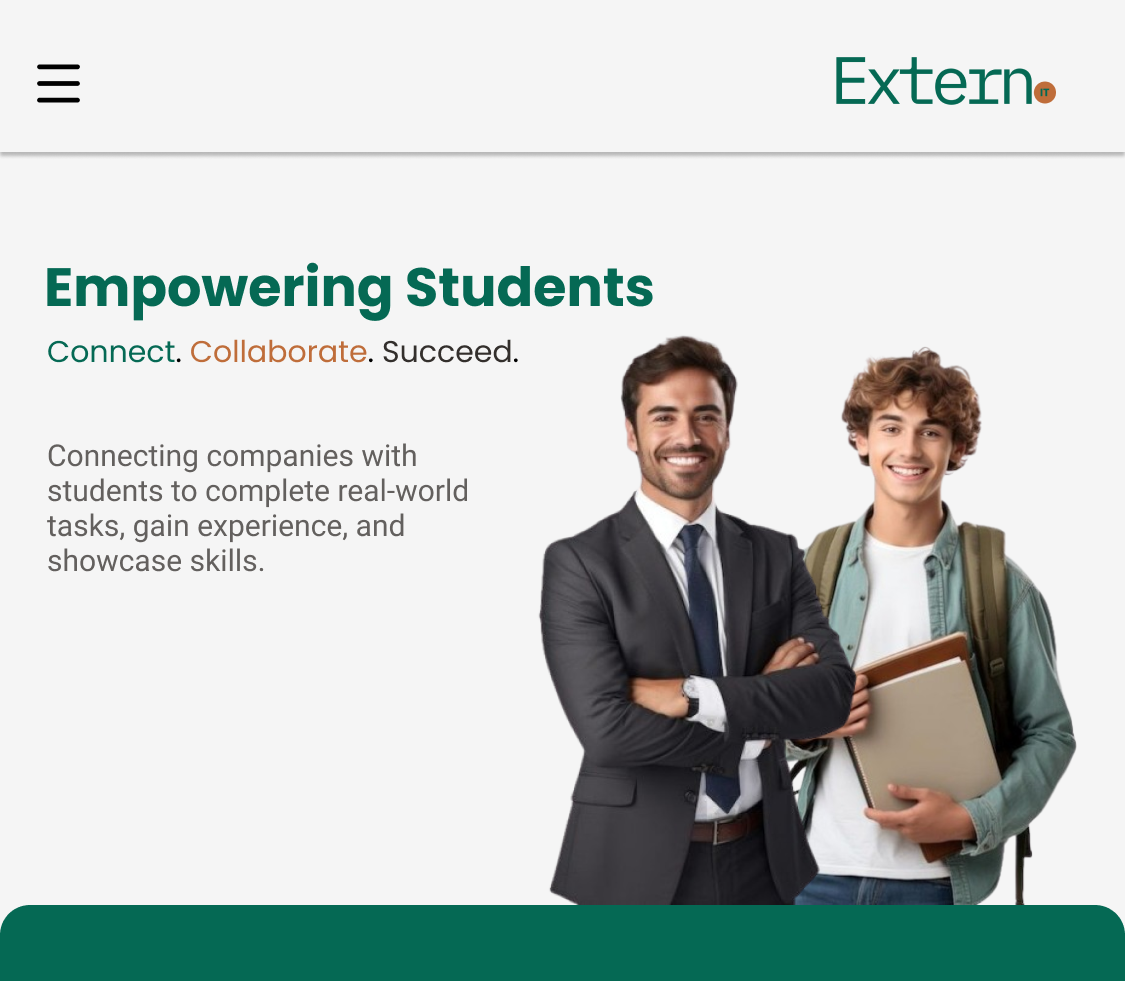 Extern
IT
Empowering Students
Connect. Collaborate. Succeed.
Connecting companies with
students to complete real-world
tasks, gain experience, and
showcase skills.